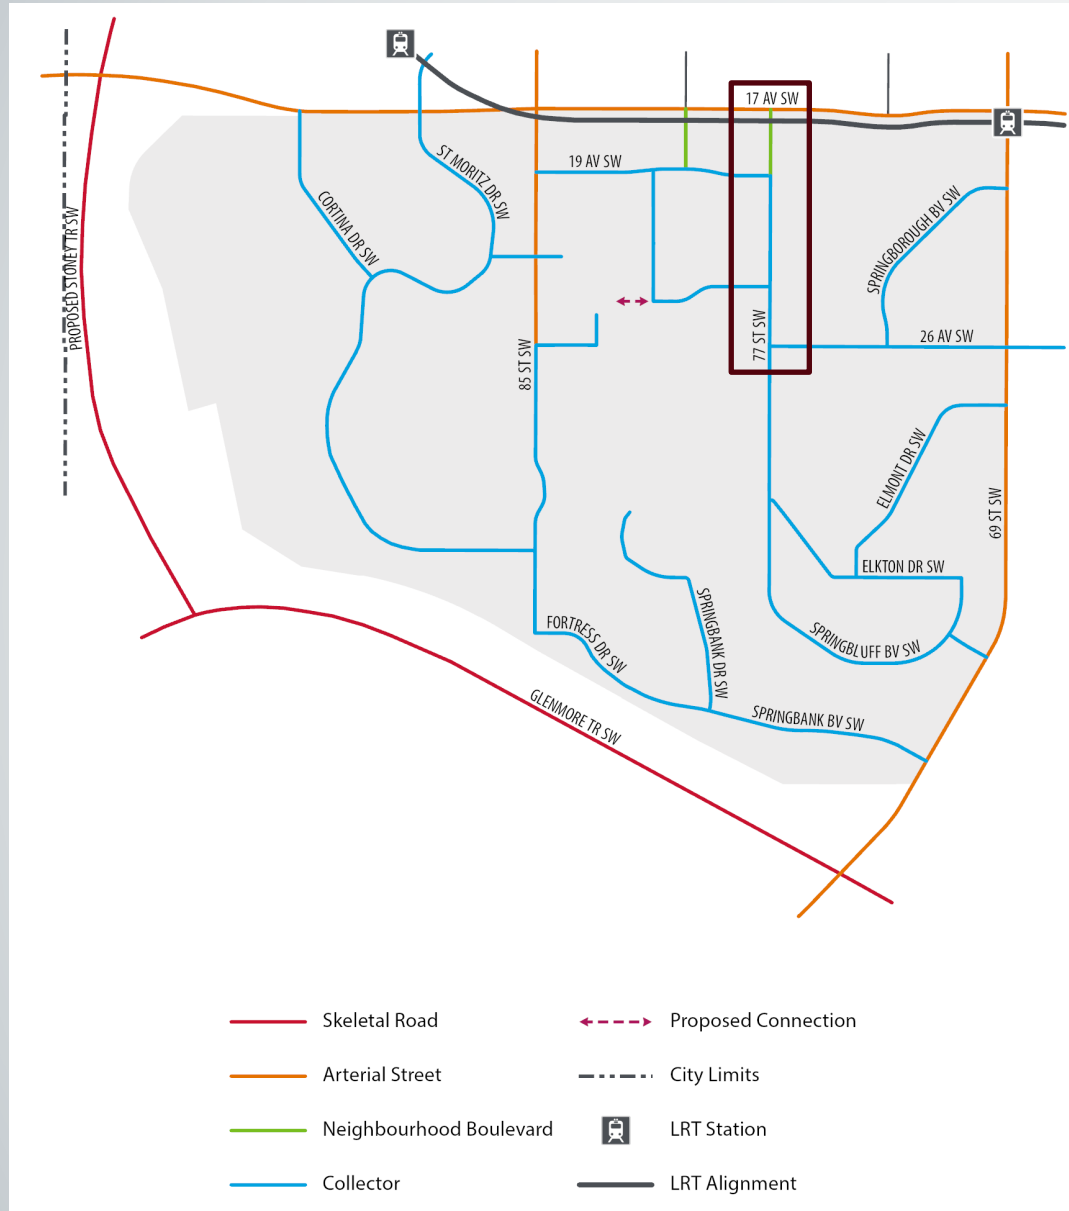 17 AV SW
19 AV SW
ST MORITZ DR SW
CORTINA DR SW
SPRINGBOROUGH BV SW
PROPOSED STONEY TR SW
85 ST SW
77 ST SW
26 AV SW
ELMONT DR SW
69 ST SW
ELKTON DR SW
FORTRESS DR SW
SPRINGBANK DR SW
SPRINGBLUFF BV SW
GLENMORE TR SW
SPRINGBANK BV SW
Skeletal Road
Proposed Connection
Arterial Street
City Limits
Neighbourhood Boulevard
LRT Station
Collector
LRT Alignment